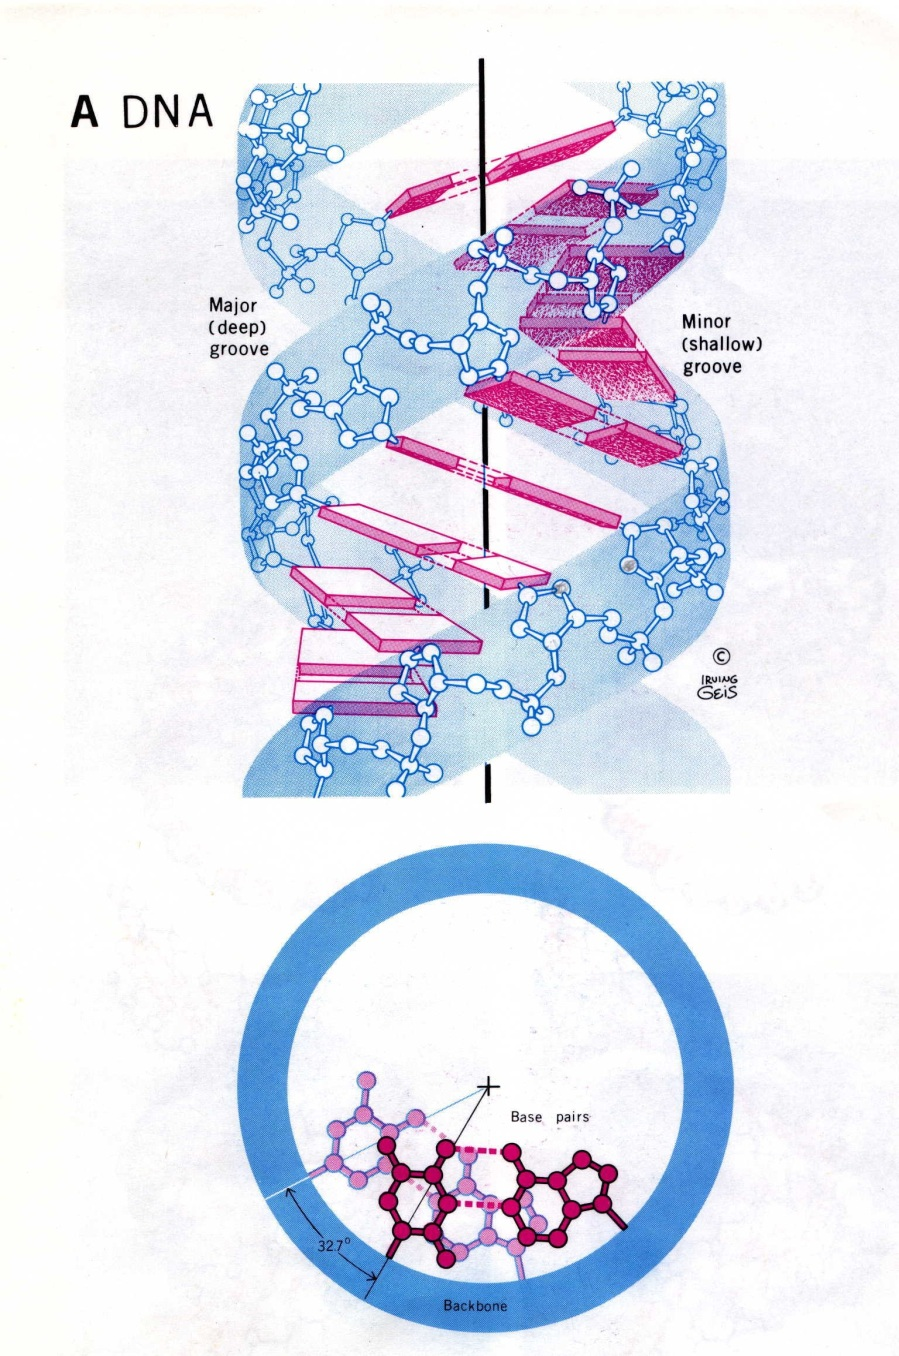 A DNA
Major
(deep)
groove
Minor
(shallow)
groove
©
IRVING
GEIS
Base pairs
32.7°
Backbone